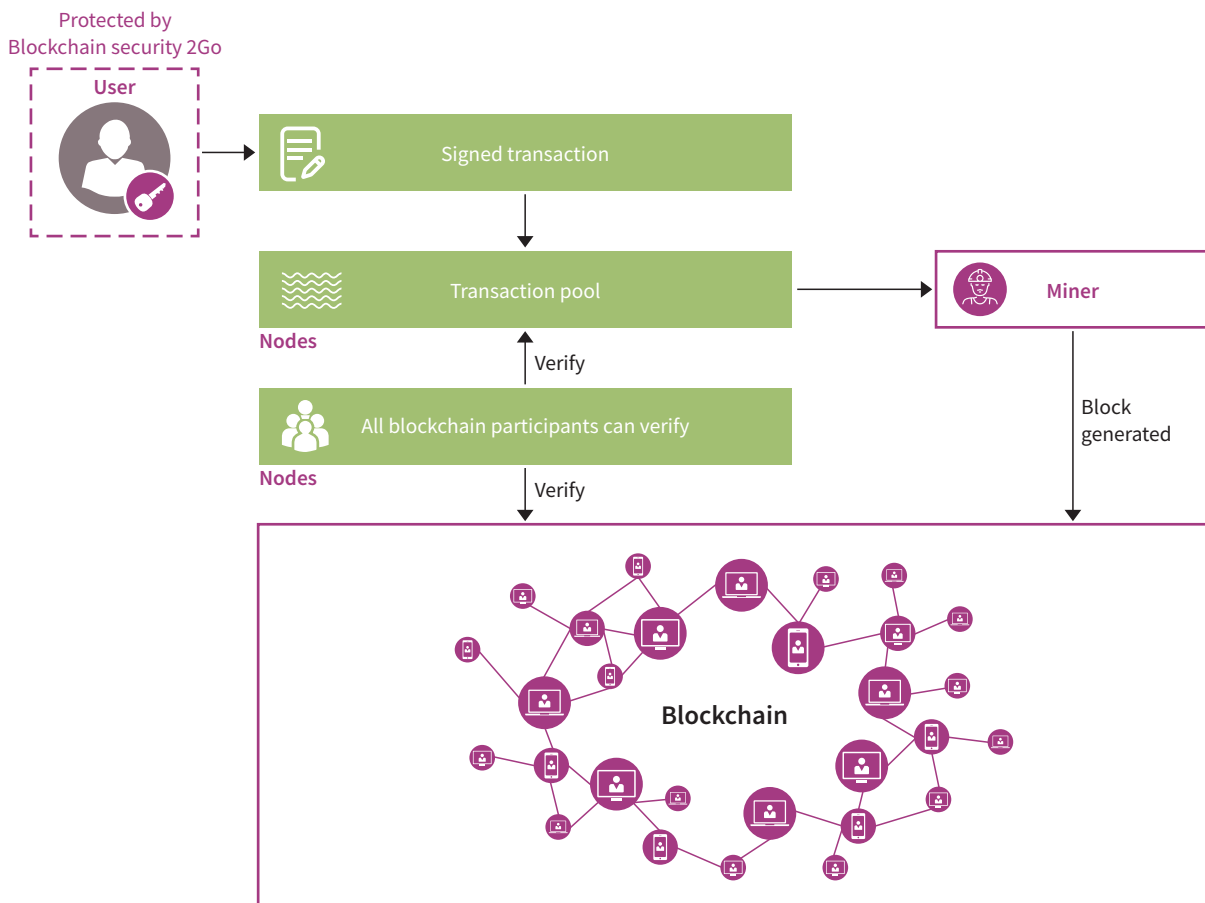 Protected by
Blockchain security 2Go
User
Signed transaction
Transaction pool
Miner
Nodes
Verify
All blockchain participants can verify
Block
generated
Nodes
Verify
Blockchain